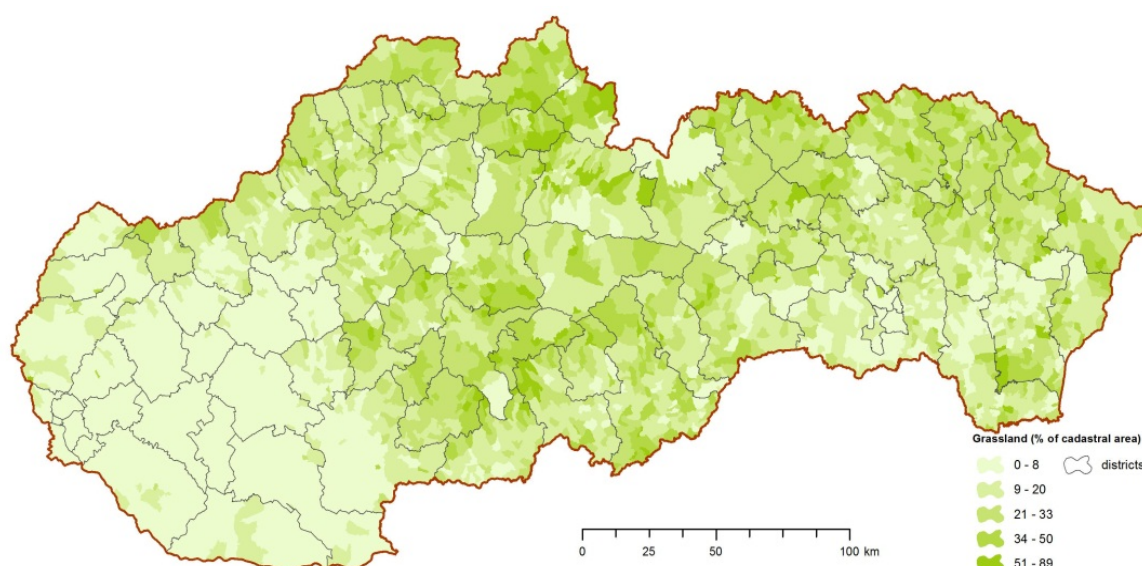 Grassland (% of cadastral area)
0 - 8 districts
9 - 20
21 - 33
34 - 50
51 - 89
0 25 50 100 km